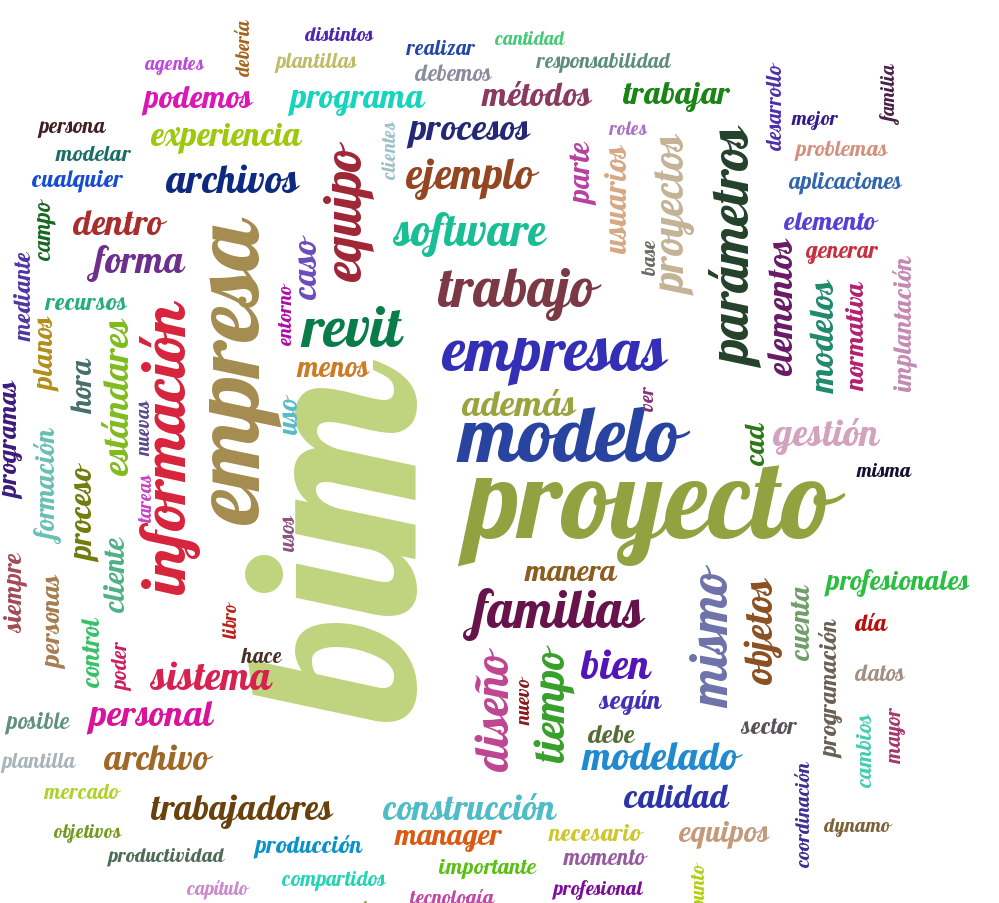 debería
distintos
realizar
cantidad
agentes
plantillas
debemos
responsabilidad
podemos
programa
métodos
trabajar
desarrollo
familia
persona
experiencia
clientes
procesos
roles
mejor
modelar
problemas
cualquier
archivos
equipo
ejemplo
parte
usuarios
proyectos
parámetros
aplicaciones
campo
dentro
software
base
elemento
mediante
forma
empresa
caso
trabajo
elementos
generar
recursos
entorno
modelos
normativa
implantación
planos
estándares
información
revit
empresas
programas
hora
nuevas
menos
además
ver
uso
modelo
cad
gestión
formación
proceso
tareas
bim
proyecto
misma
siempre
personas
cliente
usos
manera
mismo
objetos
cuenta
profesionales
control
poder
libro
familias
día
hace
sistema
diseño
nuevo
tiempo
bien
programación
datos
posible
personal
según
sector
cambios
mayor
plantilla
archivo
debe
modelado
mercado
trabajadores
construcción
calidad
coordinación
objetivos
manager
necesario
equipos
dynamo
productividad
producción
importante
momento
capítulo
compartidos
tecnología
profesional
punto